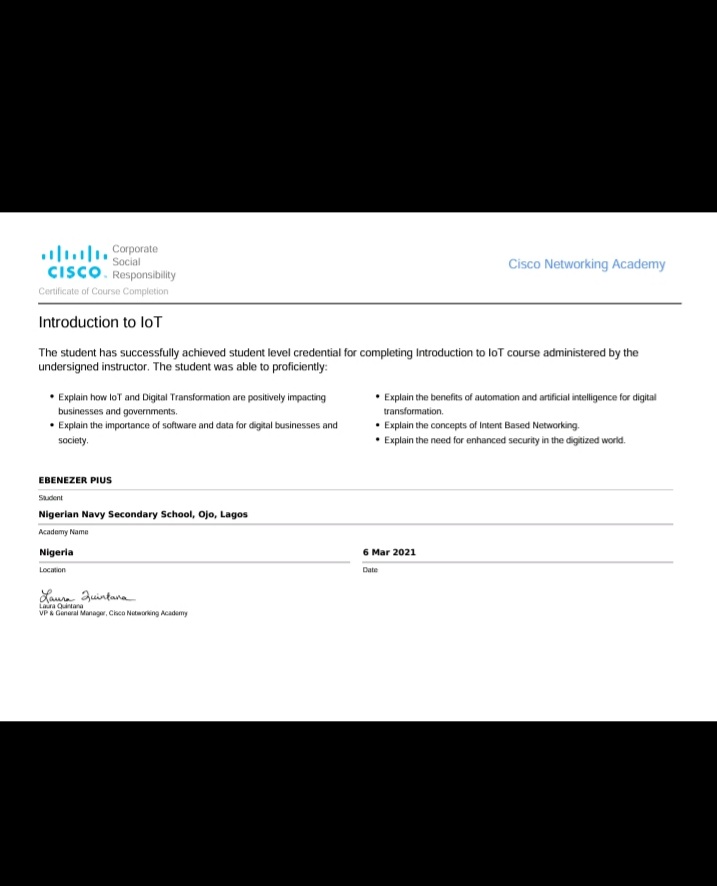 Corporate
Social
CISCO. Responsibility
Certificate of Course Completion
Cisco Networking Academy
Introduction to IoT
The student has successfully achieved student level credential for completing Introduction to IoT course administered by the
undersigned instructor. The student was able to proficiently:
• Explain how IoT and Digital Transformation are positively impacting
businesses and governments.
• Explain the importance of software and data for digital businesses and
society.
• Explain the benefits of automation and artificial intelligence for digital
transformation.
• Explain the concepts of Intent Based Networking.
• Explain the need for enhanced security in the digitized world.
EBENEZER PIUS
Student
Nigerian Navy Secondary School, Ojo, Lagos
Academy Name
Nigeria
Location
6 Mar 2021
Date
Laura Quintana
Laura Quintana
VP & General Manager, Cisco Networking Academy